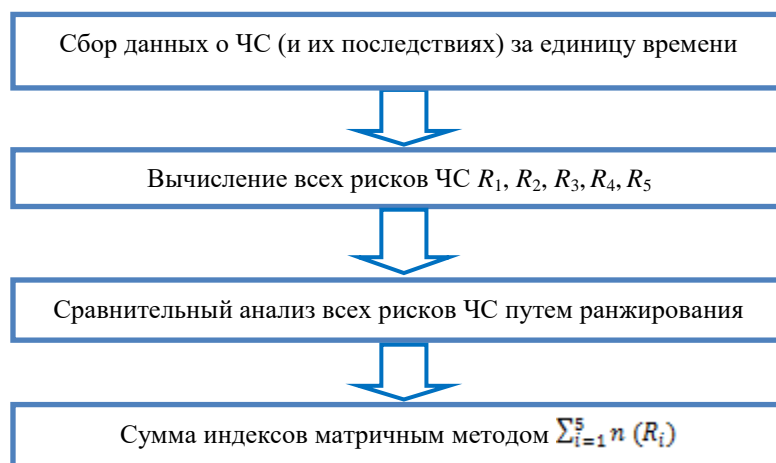 Сбор данных о ЧС (и их последствиях) за единицу времени
Вычисление всех рисков ЧС R₁, R₂, R₃, R₄, R₅
Сравнительный анализ всех рисков ЧС путем ранжирования
Сумма индексов матричным методом ∑⁵ᵢ₌₁ n (Rᵢ)